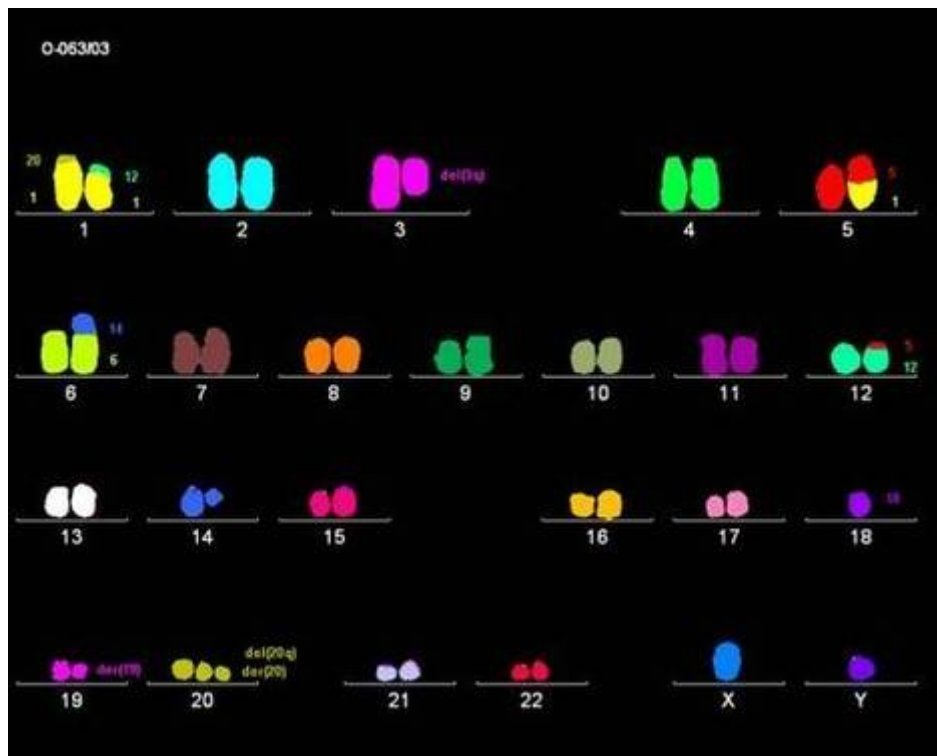 O-063/03
20
12 del(3q) 5
1 1 1
1 2 3 4 5
14 5
6 12
6 7 8 9 10 11 12
18
13 14 15 16 17 18
del(20q)
der(19) der(20)
19 20 21 22 X Y